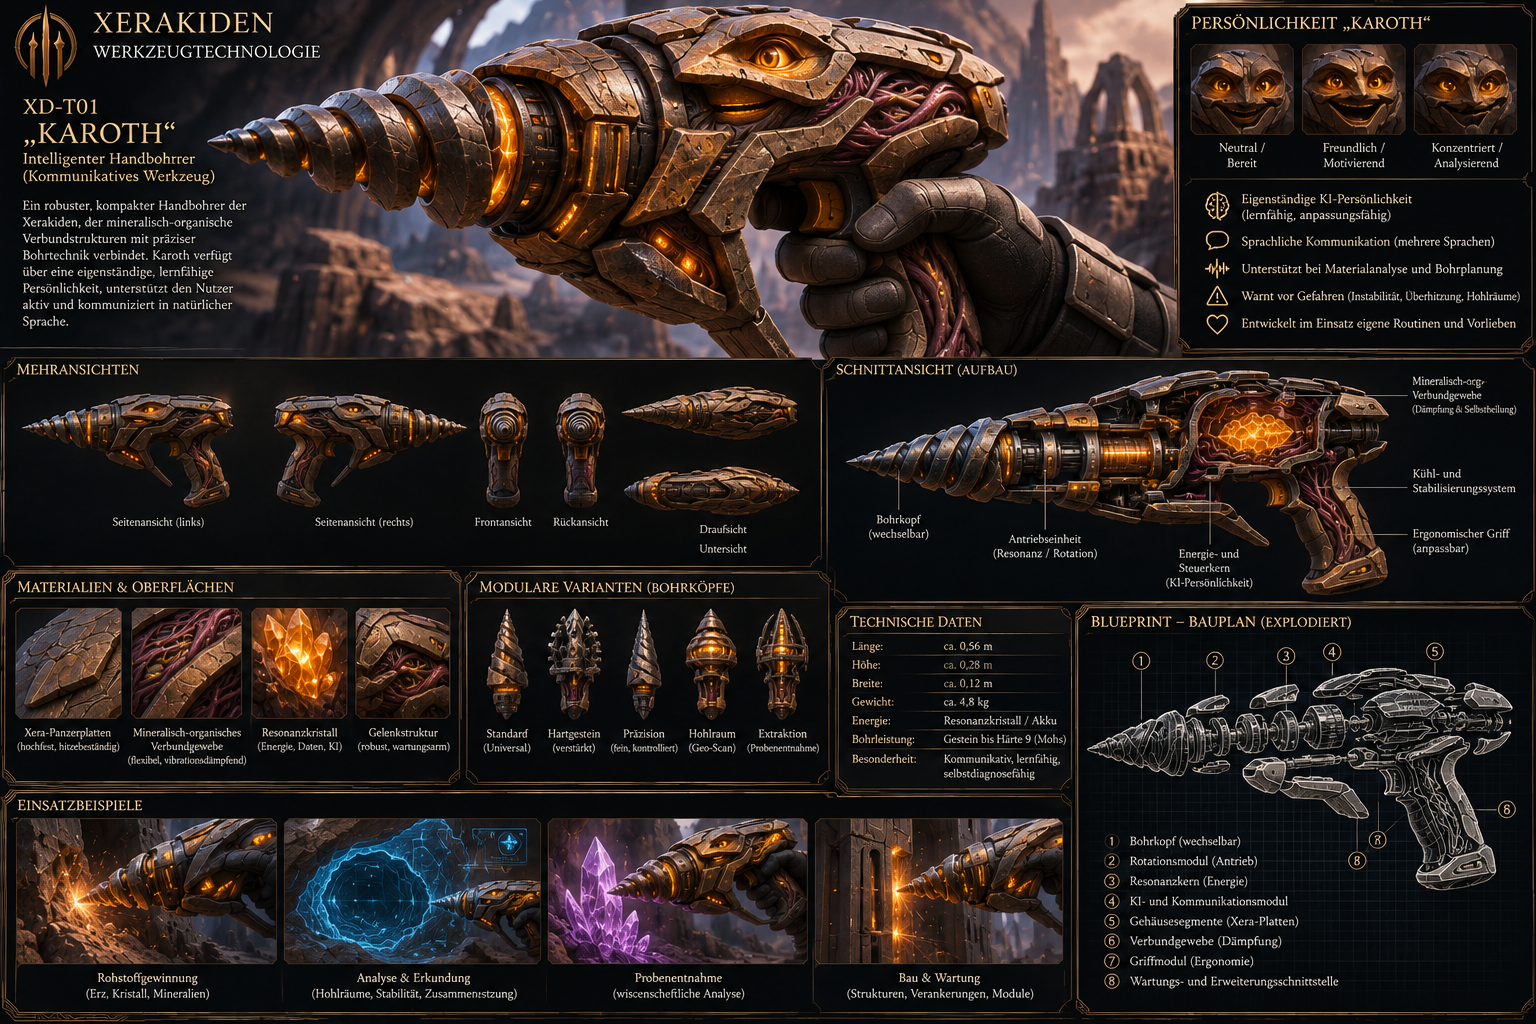 XERAKIDEN
WERKZEUGTECHNOLOGIE
XD-T01
„KAROTH“
Intelligenter Handbohrrer
(Kommunikatives Werkzeug)
Ein robuster, kompakter Handbohrer der
Xerakiden, der mineralisch-organische
Verbundstrukturen mit präziser
Bohrtechnik verbindet. Karoth verfügt
über eine eigenständige, lernfähige
Persönlichkeit, unterstützt den Nutzer
aktiv und kommuniziert in natürlicher
Sprache.
PERSÖNLICHKEIT „KAROTH“
Neutral /
Bereit
Freundlich /
Motivierend
Konzentriert /
Analysierend
Eigenständige KI-Persönlichkeit
(lernfähig, anpassungsfähig)
Sprachliche Kommunikation (mehrere Sprachen)
Unterstützt bei Materialanalyse und Bohrplanung
Warnt vor Gefahren (Instabilität, Überhitzung, Hohlräume)
Entwickelt im Einsatz eigene Routinen und Vorlieben
MEHRANSICHTEN
Seitenansicht (links)
Seitenansicht (rechts)
Frontansicht
Rückansicht
Draufsicht
Untersicht
SCHNITTANSICHT (AUFBAU)
Mineralisch-org.-
Verbundgewebe
(Dämpfung & Selbstheilung)
Kühl- und
Stabilisierungssystem
Ergonomischer Griff
(anpassbar)
Bohrkopf
(wechselbar)
Antriebseinheit
(Resonanz / Rotation)
Energie- und
Steuerkern
(KI-Persönlichkeit)
MATERIALIEN & OBERFLÄCHEN
Xera-Panzerplatten
(hochfest, hitzebeständig)
Mineralisch-organisches
Verbundgewebe
(flexibel, vibrationsdämpfend)
Resonanzkristall
(Energie, Daten, KI)
Gelenkstruktur
(robust, wartungsarm)
MODULARE VARIANTEN (BOHRKÖPFE)
Standard
(Universal)
Hartgestein
(verstärkt)
Präzision
(fein, kontrolliert)
Hohlraum
(Geo-Scan)
Extraktion
(Probenentnahme)
TECHNISCHE DATEN
Länge: ca. 0,56 m
Höhe: ca. 0,28 m
Breite: ca. 0,12 m
Gewicht: ca. 4,8 kg
Energie: Resonanzkristall / Akku
Bohrleistung: Gestein bis Härte 9 (Mohs)
Besonderheit: Kommunikativ, lernfähig,
selbstdiagnosefähig
BLUEPRINT – BAUPLAN (EXPLODIERT)
1
2
3
4
5
6
8
8
1 Bohrkopf (wechselbar)
2 Rotationsmodul (Antrieb)
3 Resonanzkern (Energie)
4 KI- und Kommunikationsmodul
5 Gehäusesegmente (Xera-Platten)
6 Verbundgewebe (Dämpfung)
7 Griffmodul (Ergonomie)
8 Wartungs- und Erweiterungsschnittstelle
EINSATZBEISPIELE
Rohstoffgewinnung
(Erz, Kristall, Mineralien)
Analyse & Erkundung
(Hohlräume, Stabilität, Zusammenstzung)
Probenentnahme
(wissenscheftliche Analyse)
Bau & Wartung
(Strukturen, Verankerungen, Module)